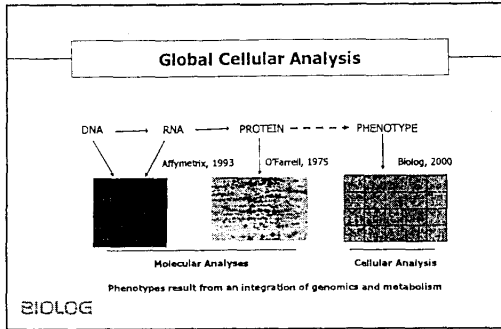 Global Cellular Analysis
DNA RNA PROTEIN PHENOTYPE
Affymetrix, 1993 O'Farrell, 1975 Biolog, 2000
Molecular Analyses Cellular Analysis
Phenotypes result from an integration of genomics and metabolism
BIOLOG